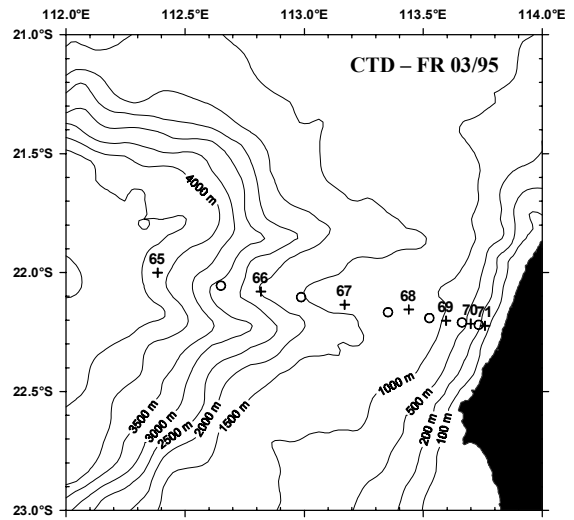 112.0°E 112.5°E 113.0°E 113.5°E 114.0°E
21.0°S
CTD – FR 03/95
21.5°S
4000 m
65
22.0°S
66
67
68
69
70
71
1000 m
22.5°S
500 m
3500 m
3000 m
2500 m
2000 m
1500 m
200 m
100 m
23.0°S